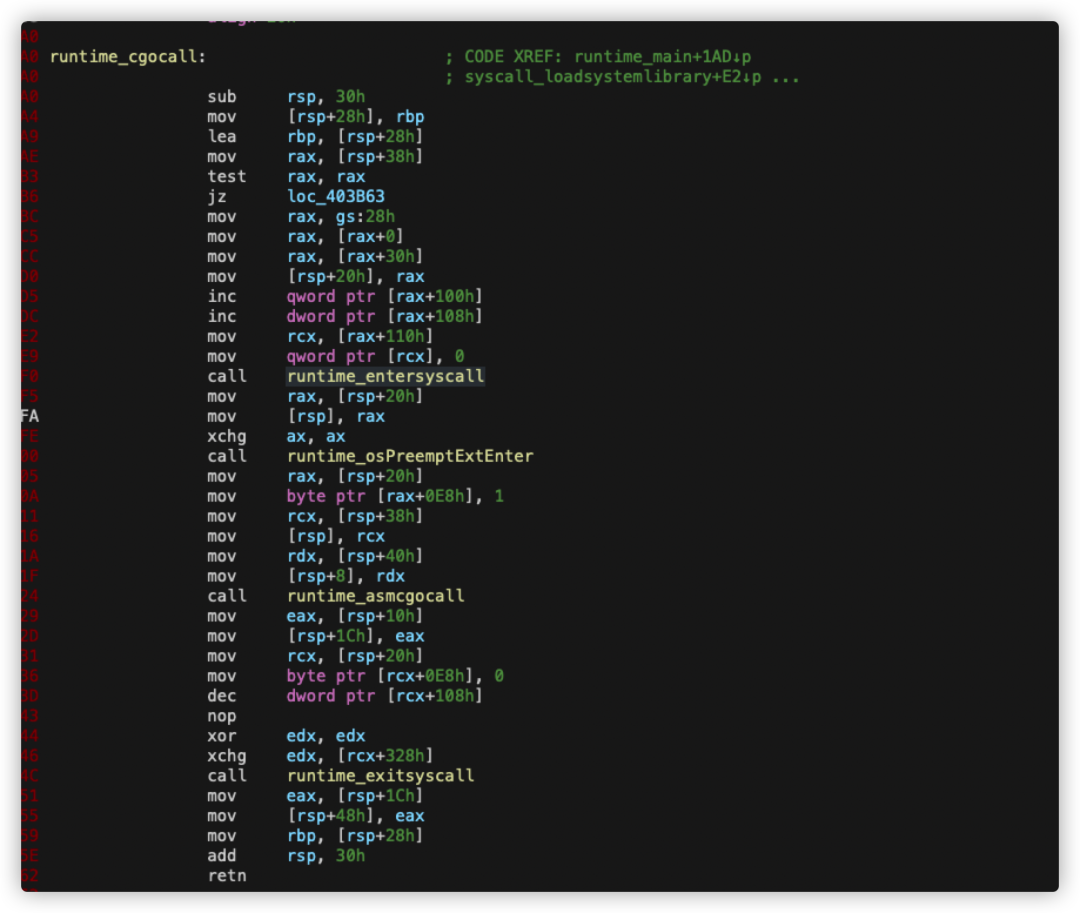 A0
A0 runtime_cgocall: ; CODE XREF: runtime_main+1AD↓p
A0 ; syscall_loadsystemlibrary+E2↓p ...
A0 sub rsp, 30h
A4 mov [rsp+28h], rbp
A9 lea rbp, [rsp+28h]
AE mov rax, [rsp+38h]
B3 test rax, rax
B6 jz loc_403B63
BC mov rax, gs:28h
C5 mov rax, [rax+0]
CC mov rax, [rax+30h]
D0 mov [rsp+20h], rax
D5 inc qword ptr [rax+100h]
DC inc dword ptr [rax+108h]
E2 mov rcx, [rax+110h]
E9 mov qword ptr [rcx], 0
F0 call runtime_entersyscall
F5 mov rax, [rsp+20h]
FA mov [rsp], rax
FE xchg ax, ax
00 call runtime_osPreemptExtEnter
05 mov rax, [rsp+20h]
0A mov byte ptr [rax+0E8h], 1
11 mov rcx, [rsp+38h]
16 mov [rsp], rcx
1A mov rdx, [rsp+40h]
1F mov [rsp+8], rdx
24 call runtime_asmcgocall
29 mov eax, [rsp+10h]
2D mov [rsp+1Ch], eax
31 mov rcx, [rsp+20h]
36 mov byte ptr [rcx+0E8h], 0
3D dec dword ptr [rcx+108h]
43 nop
44 xor edx, edx
46 xchg edx, [rcx+328h]
4C call runtime_exitsyscall
51 mov eax, [rsp+1Ch]
55 mov [rsp+48h], eax
59 mov rbp, [rsp+28h]
5E add rsp, 30h
62 retn